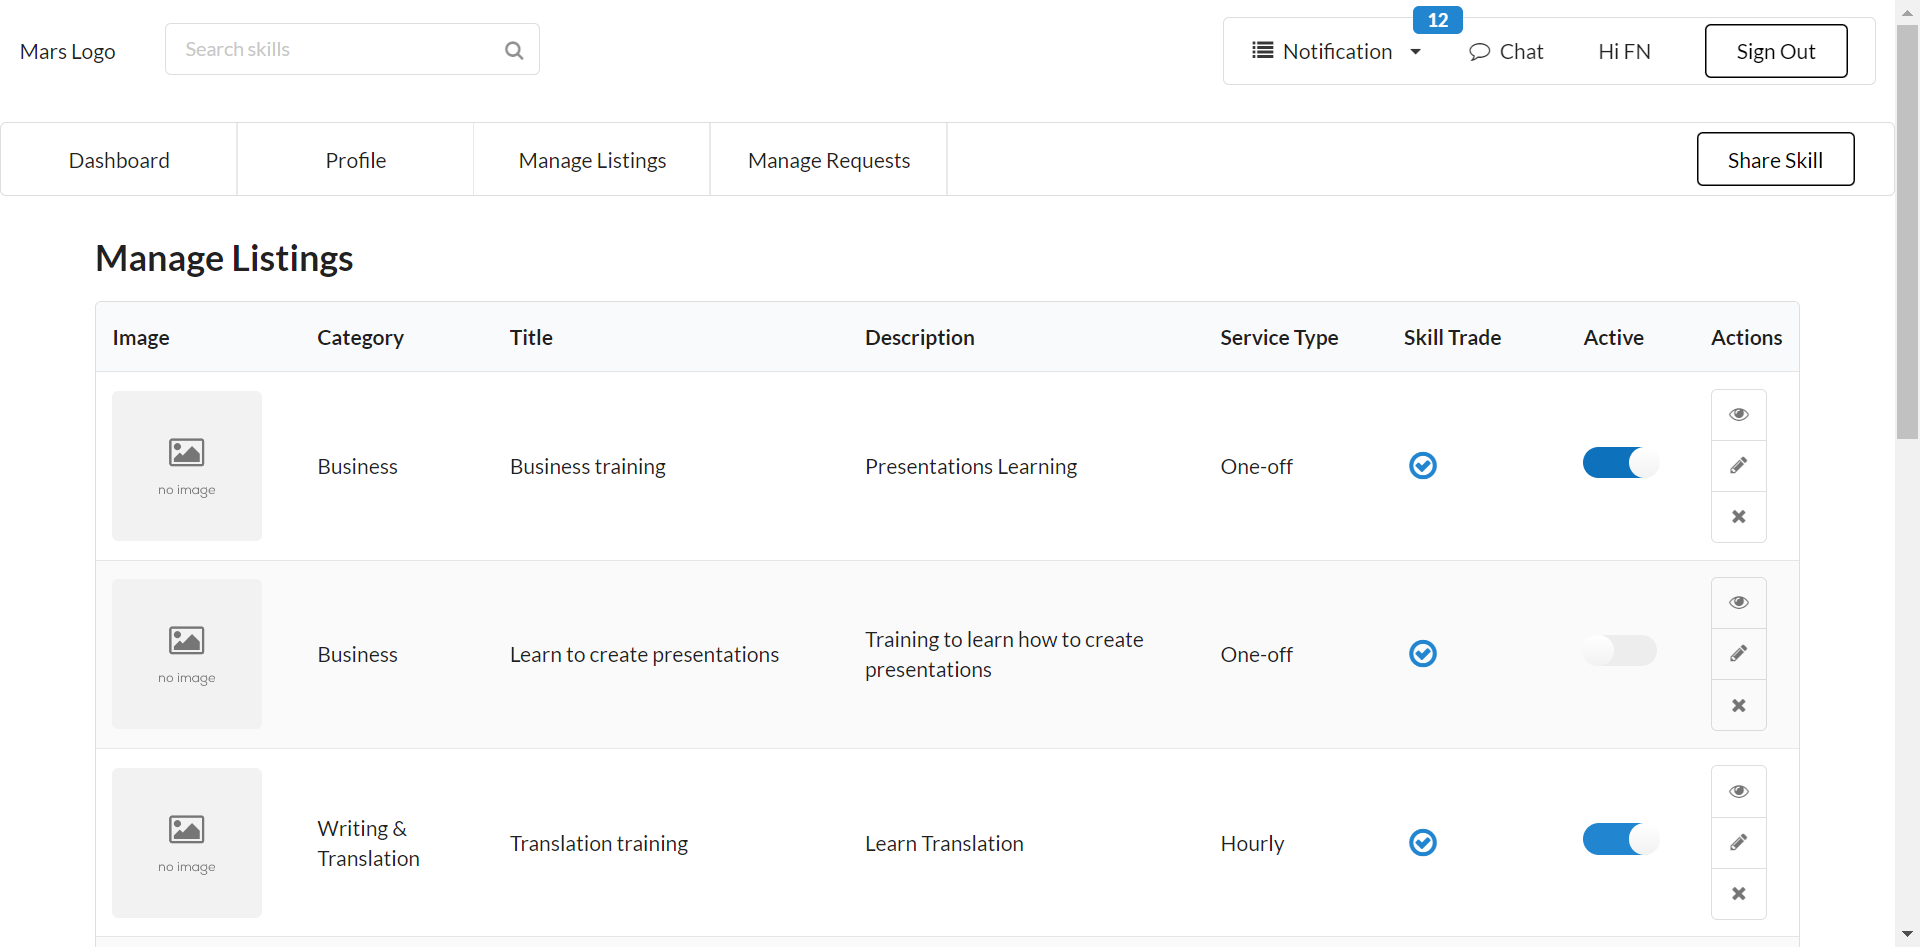 Mars Logo
Search skills
12
Notification
Chat
Hi FN
Sign Out
Dashboard
Profile
Manage Listings
Manage Requests
Share Skill
Manage Listings
Image Category Title Description Service Type Skill Trade Active Actions
no image
Business
Business training
Presentations Learning
One-off
no image
Business
Learn to create presentations
Training to learn how to create
presentations
One-off
no image
Writing &
Translation
Translation training
Learn Translation
Hourly